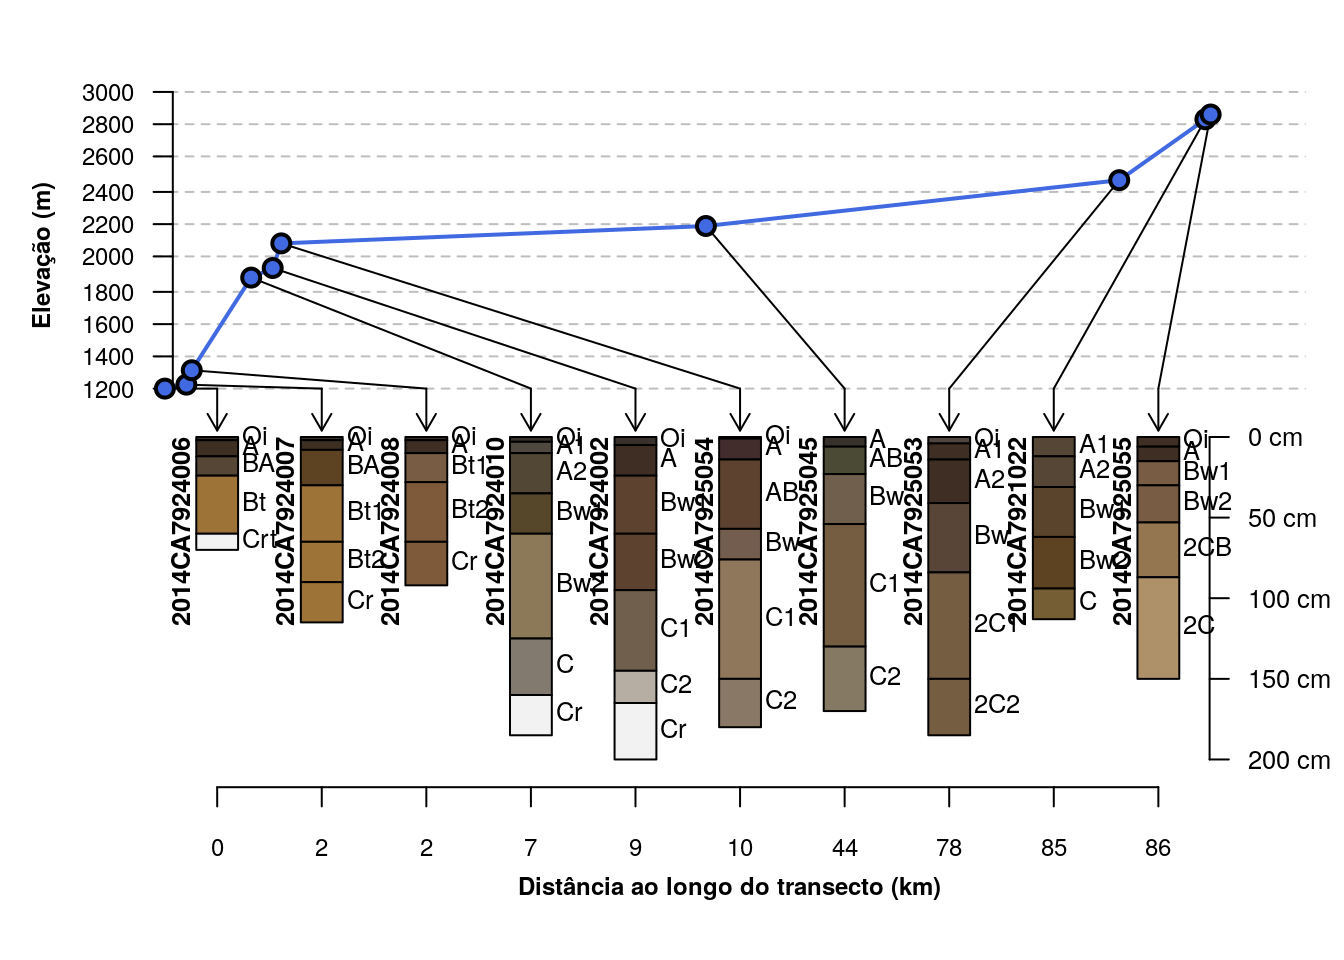 3000
2800
2600
2400
2200
2000
1800
1600
1400
1200
Elevação (m)
2014CA7924006
Oi
A
BA
Bt
Crt
2014CA7924007
Oi
A
BA
Bt1
Bt2
Cr
2014CA7924008
Oi
A
Bt1
Bt2
Cr
2014CA7924010
Oi
A1
A2
Bw1
Bw2
C
Cr
2014CA7924002
Oi
A
Bw1
Bw2
C1
C2
Cr
2014CA7925054
Oi
A
AB
Bw
C1
C2
2014CA7925045
A
AB
Bw
C1
C2
2014CA7925053
Oi
A1
A2
Bw
2C1
2C2
2014CA7921022
A1
A2
Bw1
Bw2
C
2014CA7925055
Oi
A
Bw1
Bw2
2CB
2C
0 cm
50 cm
100 cm
150 cm
200 cm
0 2 2 7 9 10 44 78 85 86
Distância ao longo do transecto (km)